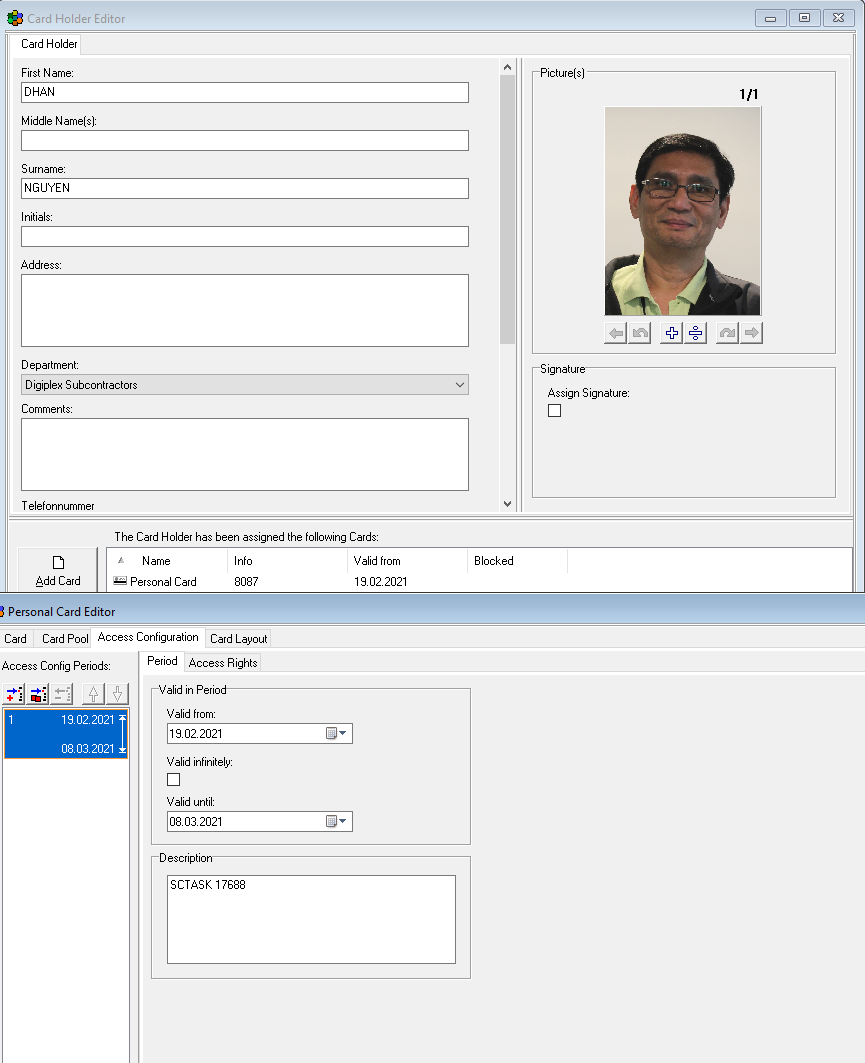 Card Holder Editor
Card Holder
First Name:
DHAN
Middle Name(s):
Surname:
NGUYEN
Initials:
Address:
Department:
Digiplex Subcontractors
Comments:
Telefonnummer
Picture(s)
1/1
Signature
Assign Signature:
The Card Holder has been assigned the following Cards:
Add Card
Name Info Valid from Blocked
Personal Card 8087 19.02.2021
Personal Card Editor
Card Card Pool Access Configuration Card Layout
Access Config Periods:
1 19.02.2021
08.03.2021
Period Access Rights
Valid in Period
Valid from:
19.02.2021
Valid infinitely:
Valid until:
08.03.2021
Description
SCTASK 17688